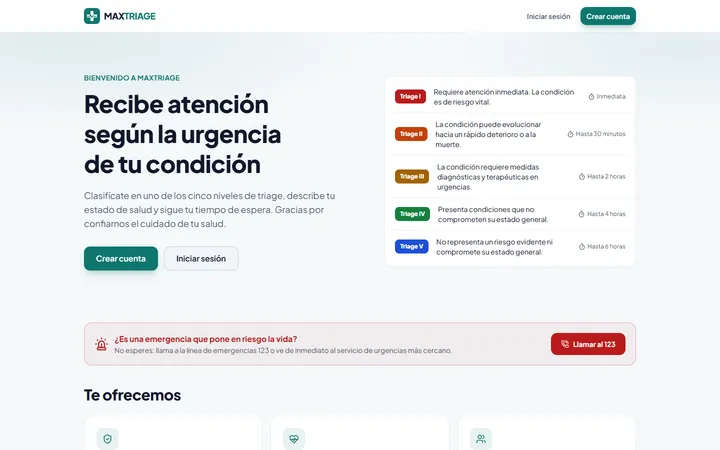 MAXTRIAGE
Iniciar sesión
Crear cuenta
BIENVENIDO A MAXTRIAGE
Recibe atención
según la urgencia
de tu condición
Clasifícate en uno de los cinco niveles de triage, describe tu
estado de salud y sigue tu tiempo de espera. Gracias por
confiarnos el cuidado de tu salud.
Crear cuenta
Iniciar sesión
Triage I
Requiere atención inmediata. La condición
es de riesgo vital.
Inmediata
Triage II
La condición puede evolucionar
hacia un rápido deterioro o a la
muerte.
Hasta 30 minutos
Triage III
La condición requiere medidas
diagnósticas y terapéuticas en
urgencias.
Hasta 2 horas
Triage IV
Presenta condiciones que no
comprometen su estado general.
Hasta 4 horas
Triage V
No representa un riesgo evidente ni
compromete su estado general.
Hasta 6 horas
¿Es una emergencia que pone en riesgo la vida?
No esperes: llama a la línea de emergencias 123 o ve de inmediato al servicio de urgencias más cercano.
Llamar al 123
Te ofrecemos